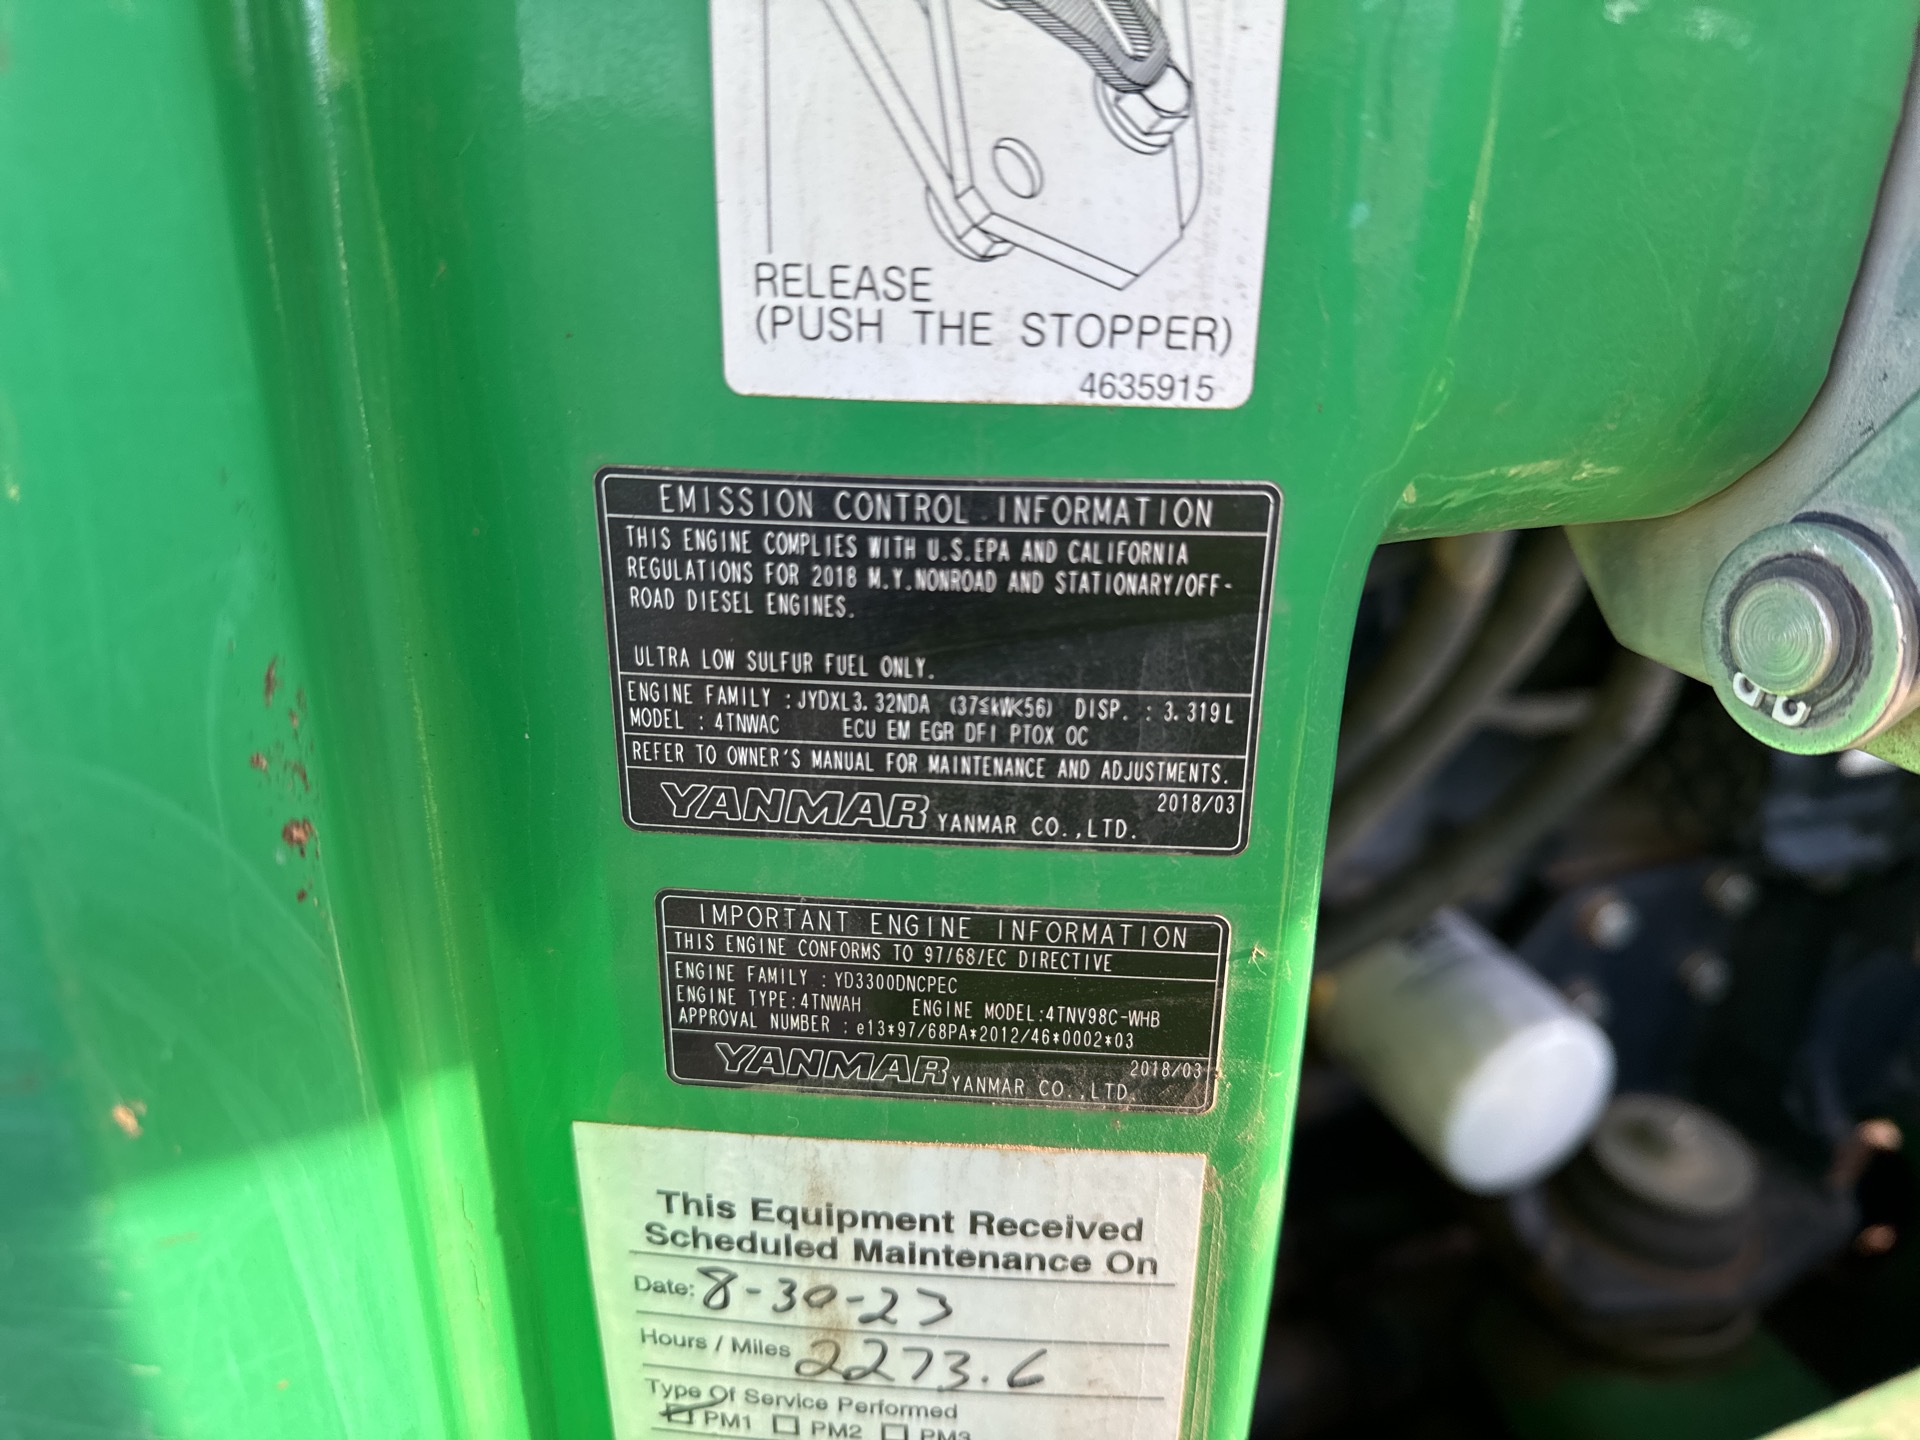 RELEASE
(PUSH THE STOPPER)
4635915
EMISSION CONTROL INFORMATION
THIS ENGINE COMPLIES WITH U.S.EPA AND CALIFORNIA
REGULATIONS FOR 2018 M.Y.NONROAD AND STATIONARY/OFF-
ROAD DIESEL ENGINES.
ULTRA LOW SULFUR FUEL ONLY.
ENGINE FAMILY : JYDXL3.32NDA (37≤kW<56) DISP. : 3.319L
MODEL : 4TNWAC ECU EM EGR DFI PTOX OC
REFER TO OWNER'S MANUAL FOR MAINTENANCE AND ADJUSTMENTS.
YANMAR YANMAR CO.,LTD. 2018/03
IMPORTANT ENGINE INFORMATION
THIS ENGINE CONFORMS TO 97/68/EC DIRECTIVE
ENGINE FAMILY : YD3300DNCPEC
ENGINE TYPE:4TNWAH ENGINE MODEL:4TNV98C-WHB
APPROVAL NUMBER : e13*97/68PA*2012/46*0002*03
YANMAR YANMAR CO.,LTD. 2018/03
This Equipment Received
Scheduled Maintenance On
Date: 8-30-23
Hours / Miles 2273.6
Type Of Service Performed
PM1 PM2 PM3